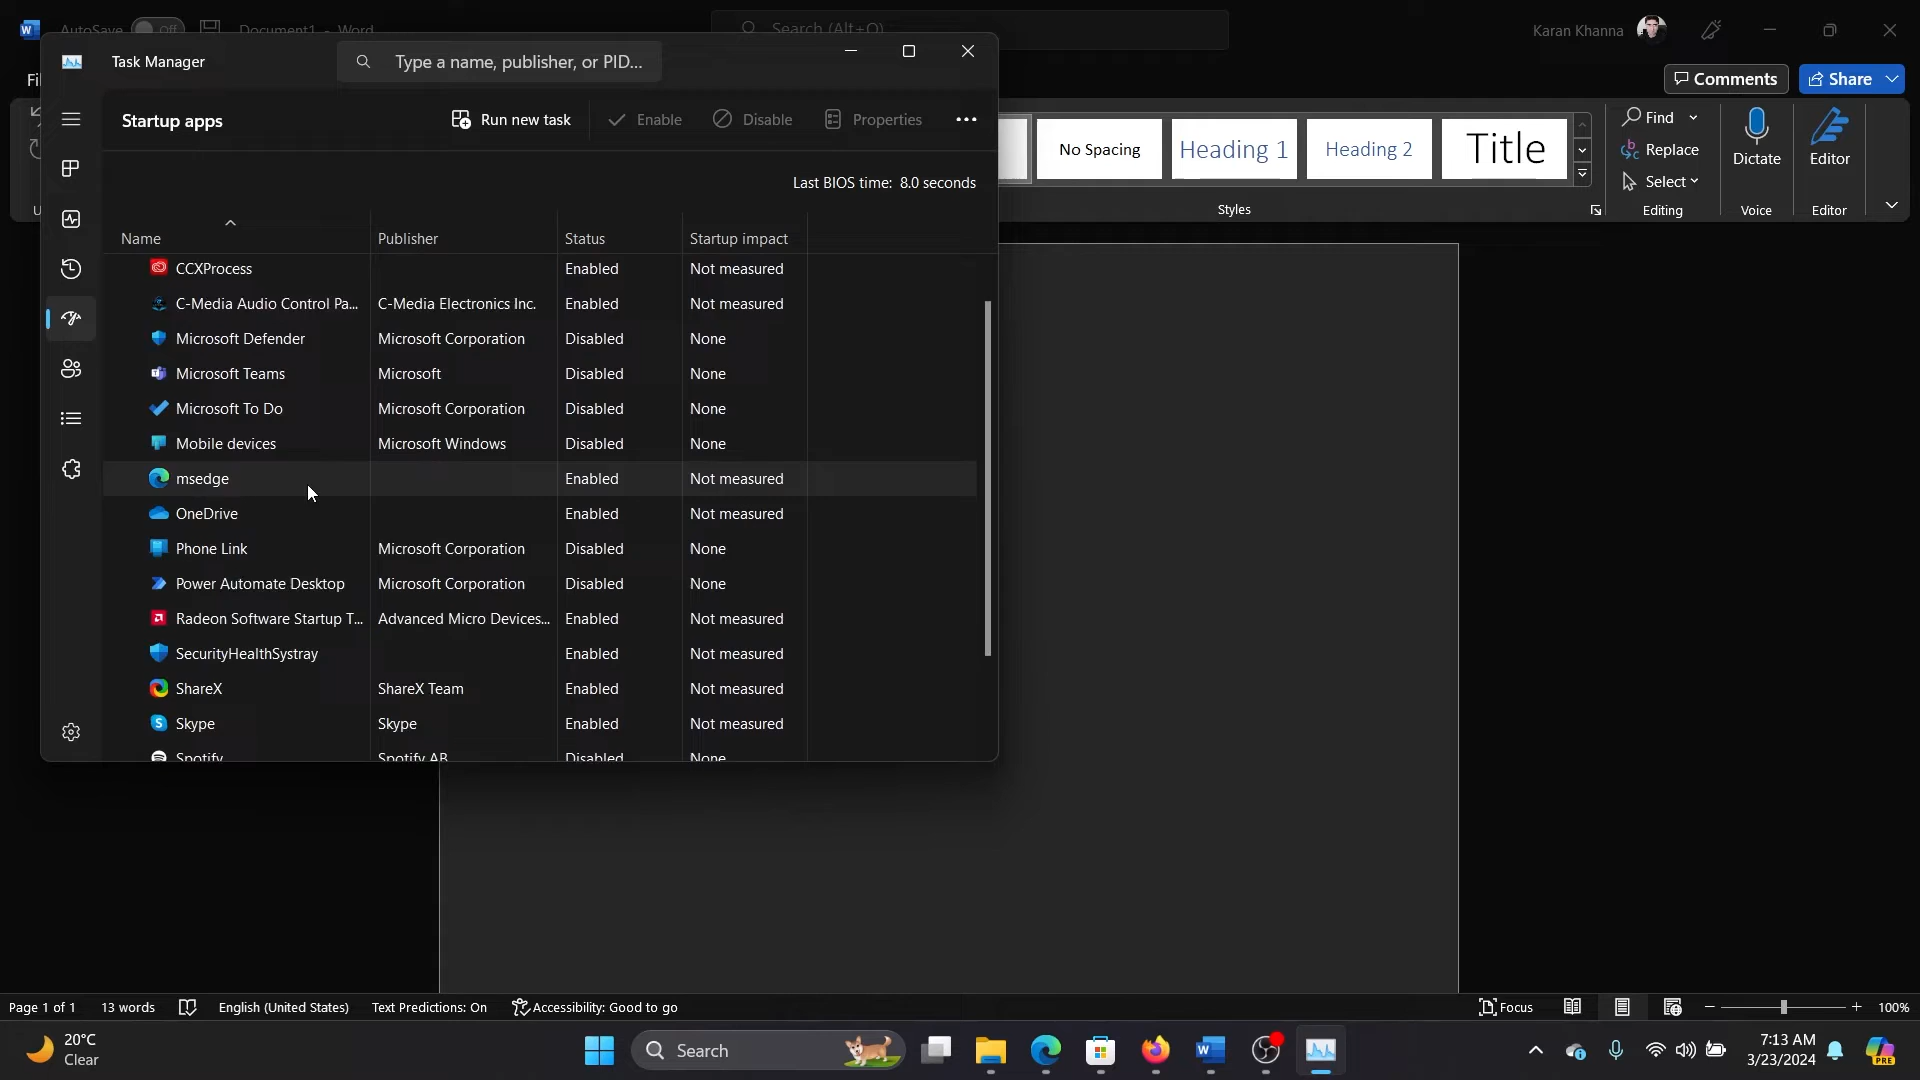 AutoSave Off Document1 - Word
Search (Alt+Q)
Karan Khanna
Task Manager
Type a name, publisher, or PID...
Comments
Share
Startup apps
Run new task
Enable
Disable
Properties
No Spacing
Heading 1
Heading 2
Title
Find
Replace
Select
Dictate
Editor
Styles
Editing
Voice
Editor
Last BIOS time: 8.0 seconds
Name Publisher Status Startup impact
CCXProcess Enabled Not measured
C-Media Audio Control Pa... C-Media Electronics Inc. Enabled Not measured
Microsoft Defender Microsoft Corporation Disabled None
Microsoft Teams Microsoft Disabled None
Microsoft To Do Microsoft Corporation Disabled None
Mobile devices Microsoft Windows Disabled None
msedge Enabled Not measured
OneDrive Enabled Not measured
Phone Link Microsoft Corporation Disabled None
Power Automate Desktop Microsoft Corporation Disabled None
Radeon Software Startup T... Advanced Micro Devices... Enabled Not measured
SecurityHealthSystray Enabled Not measured
ShareX ShareX Team Enabled Not measured
Skype Skype Enabled Not measured
Spotify Spotify AB Disabled None
Page 1 of 1 13 words English (United States) Text Predictions: On Accessibility: Good to go Focus 100%
20°C
Clear
Search
7:13 AM
3/23/2024
PRE